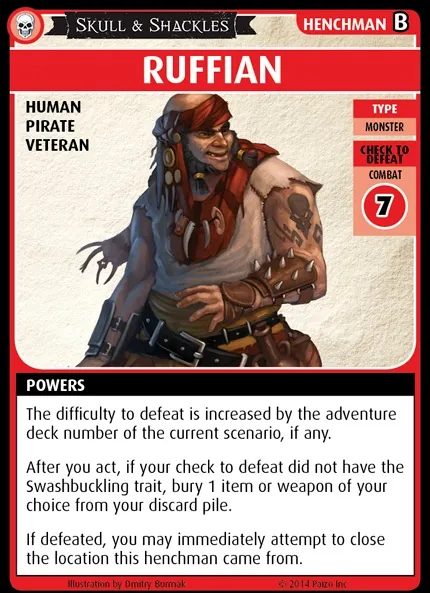 SKULL & SHACKLES
HENCHMAN B
RUFFIAN
HUMAN
PIRATE
VETERAN
TYPE
MONSTER
CHECK TO
DEFEAT
COMBAT
7
POWERS
The difficulty to defeat is increased by the adventure
deck number of the current scenario, if any.
After you act, if your check to defeat did not have the
Swashbuckling trait, bury 1 item or weapon of your
choice from your discard pile.
If defeated, you may immediately attempt to close
the location this henchman came from.
Illustration by Dmitry Burmak
© 2014 Paizo Inc